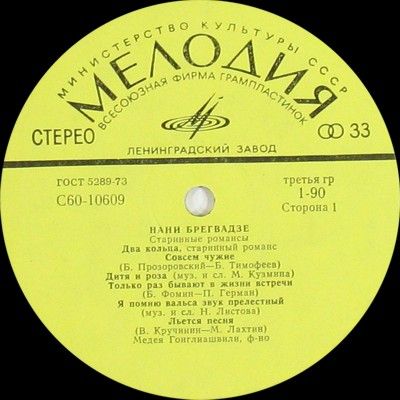 МИНИСТЕРСТВО КУЛЬТУРЫ СССР
МЕЛОДИЯ
ВСЕСОЮЗНАЯ ФИРМА ГРАМПЛАСТИНОК
СТЕРЕО
33
ЛЕНИНГРАДСКИЙ ЗАВОД
ГОСТ 5289-73
третья гр
С60-10609
1-90
Сторона 1
НАНИ БРЕГВАДЗЕ
Старинные романсы
Два кольца, старинный романс
Совсем чужие
(Б. Прозоровский—Б. Тимофеев)
Дитя и роза (муз. и сл. М. Кузмина)
Только раз бывают в жизни встречи
(Б. Фомин—П. Герман)
Я помню вальса звук прелестный
(муз. и сл. Н. Листова)
Льется песня
(В. Кручинин—М. Лахтин)
Медея Гонглиашвили, ф-но